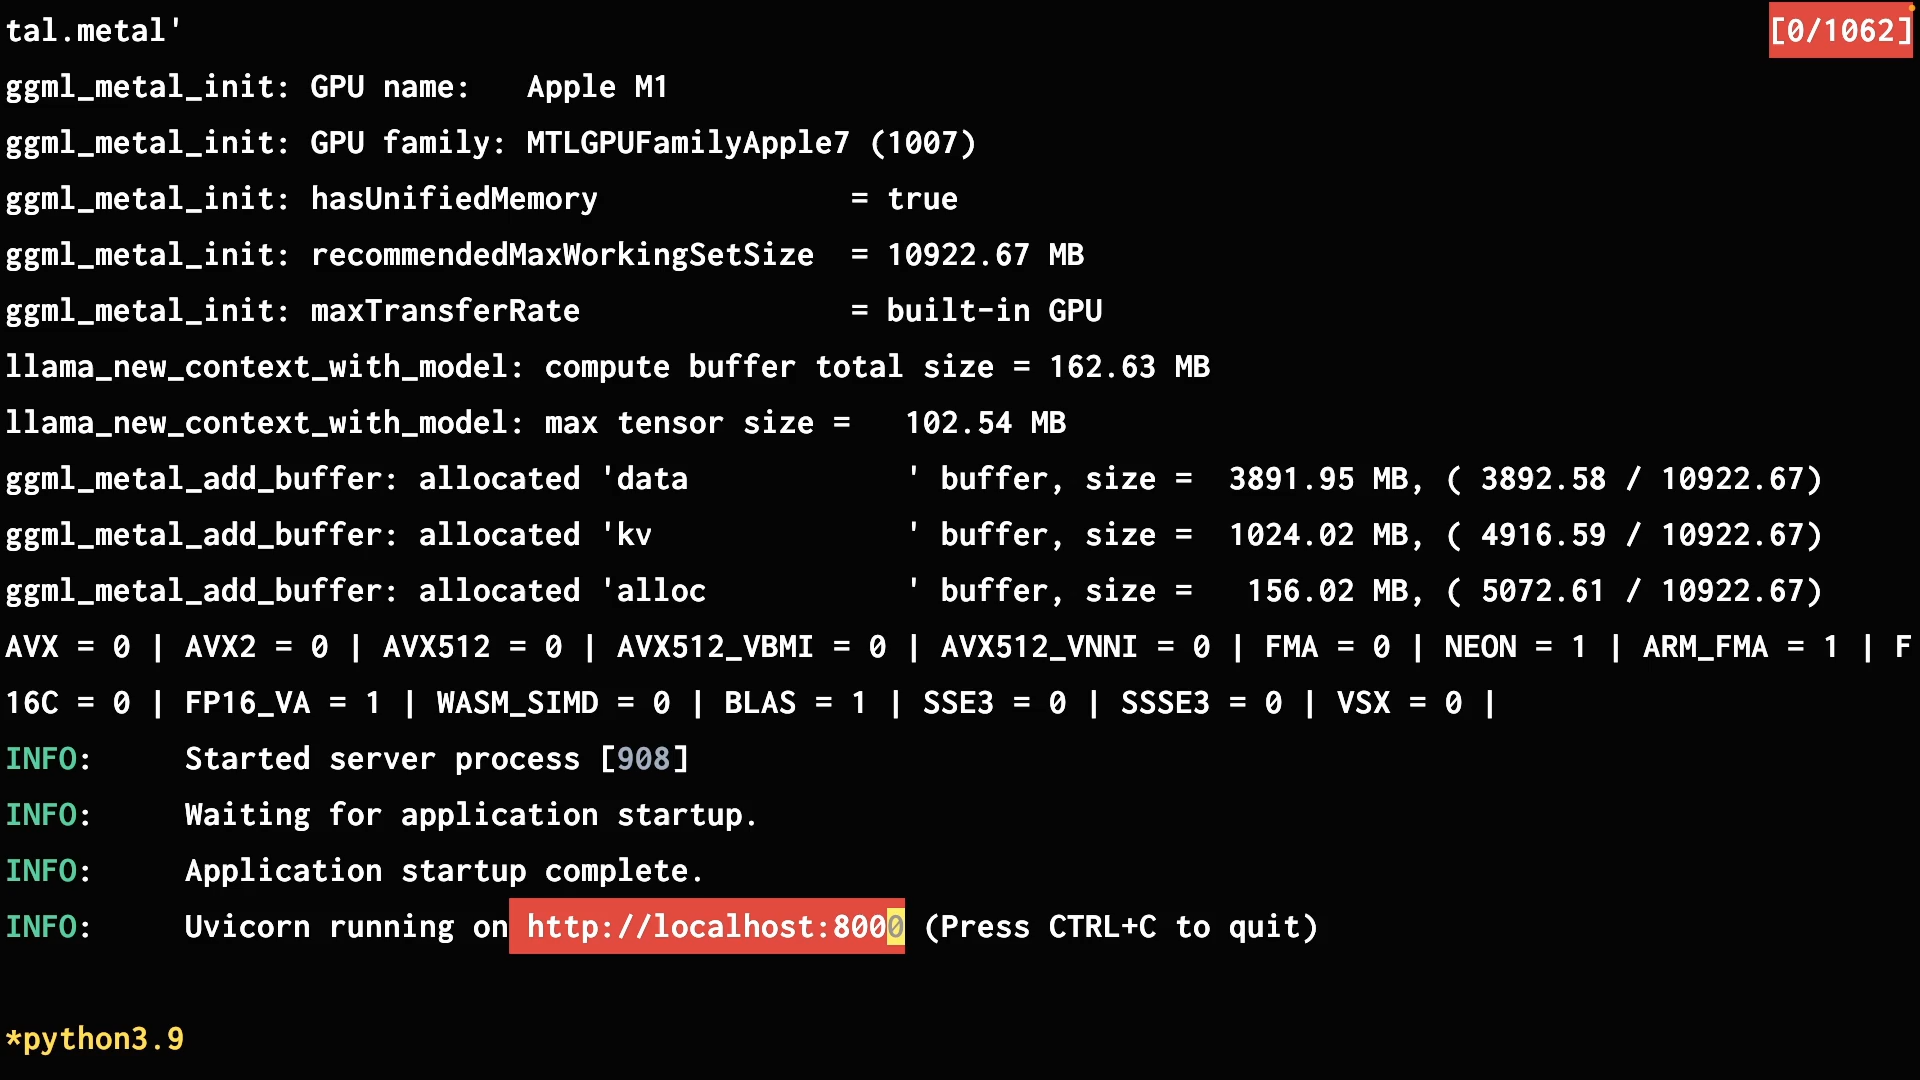 tal.metal' [0/1062]
ggml_metal_init: GPU name:   Apple M1
ggml_metal_init: GPU family: MTLGPUFamilyApple7 (1007)
ggml_metal_init: hasUnifiedMemory              = true
ggml_metal_init: recommendedMaxWorkingSetSize  = 10922.67 MB
ggml_metal_init: maxTransferRate               = built-in GPU
llama_new_context_with_model: compute buffer total size = 162.63 MB
llama_new_context_with_model: max tensor size =   102.54 MB
ggml_metal_add_buffer: allocated 'data            ' buffer, size =  3891.95 MB, ( 3892.58 / 10922.67)
ggml_metal_add_buffer: allocated 'kv              ' buffer, size =  1024.02 MB, ( 4916.59 / 10922.67)
ggml_metal_add_buffer: allocated 'alloc           ' buffer, size =   156.02 MB, ( 5072.61 / 10922.67)
AVX = 0 | AVX2 = 0 | AVX512 = 0 | AVX512_VBMI = 0 | AVX512_VNNI = 0 | FMA = 0 | NEON = 1 | ARM_FMA = 1 | F
16C = 0 | FP16_VA = 1 | WASM_SIMD = 0 | BLAS = 1 | SSE3 = 0 | SSSE3 = 0 | VSX = 0 |
INFO:     Started server process [908]
INFO:     Waiting for application startup.
INFO:     Application startup complete.
INFO:     Uvicorn running on http://localhost:8000 (Press CTRL+C to quit)
*python3.9